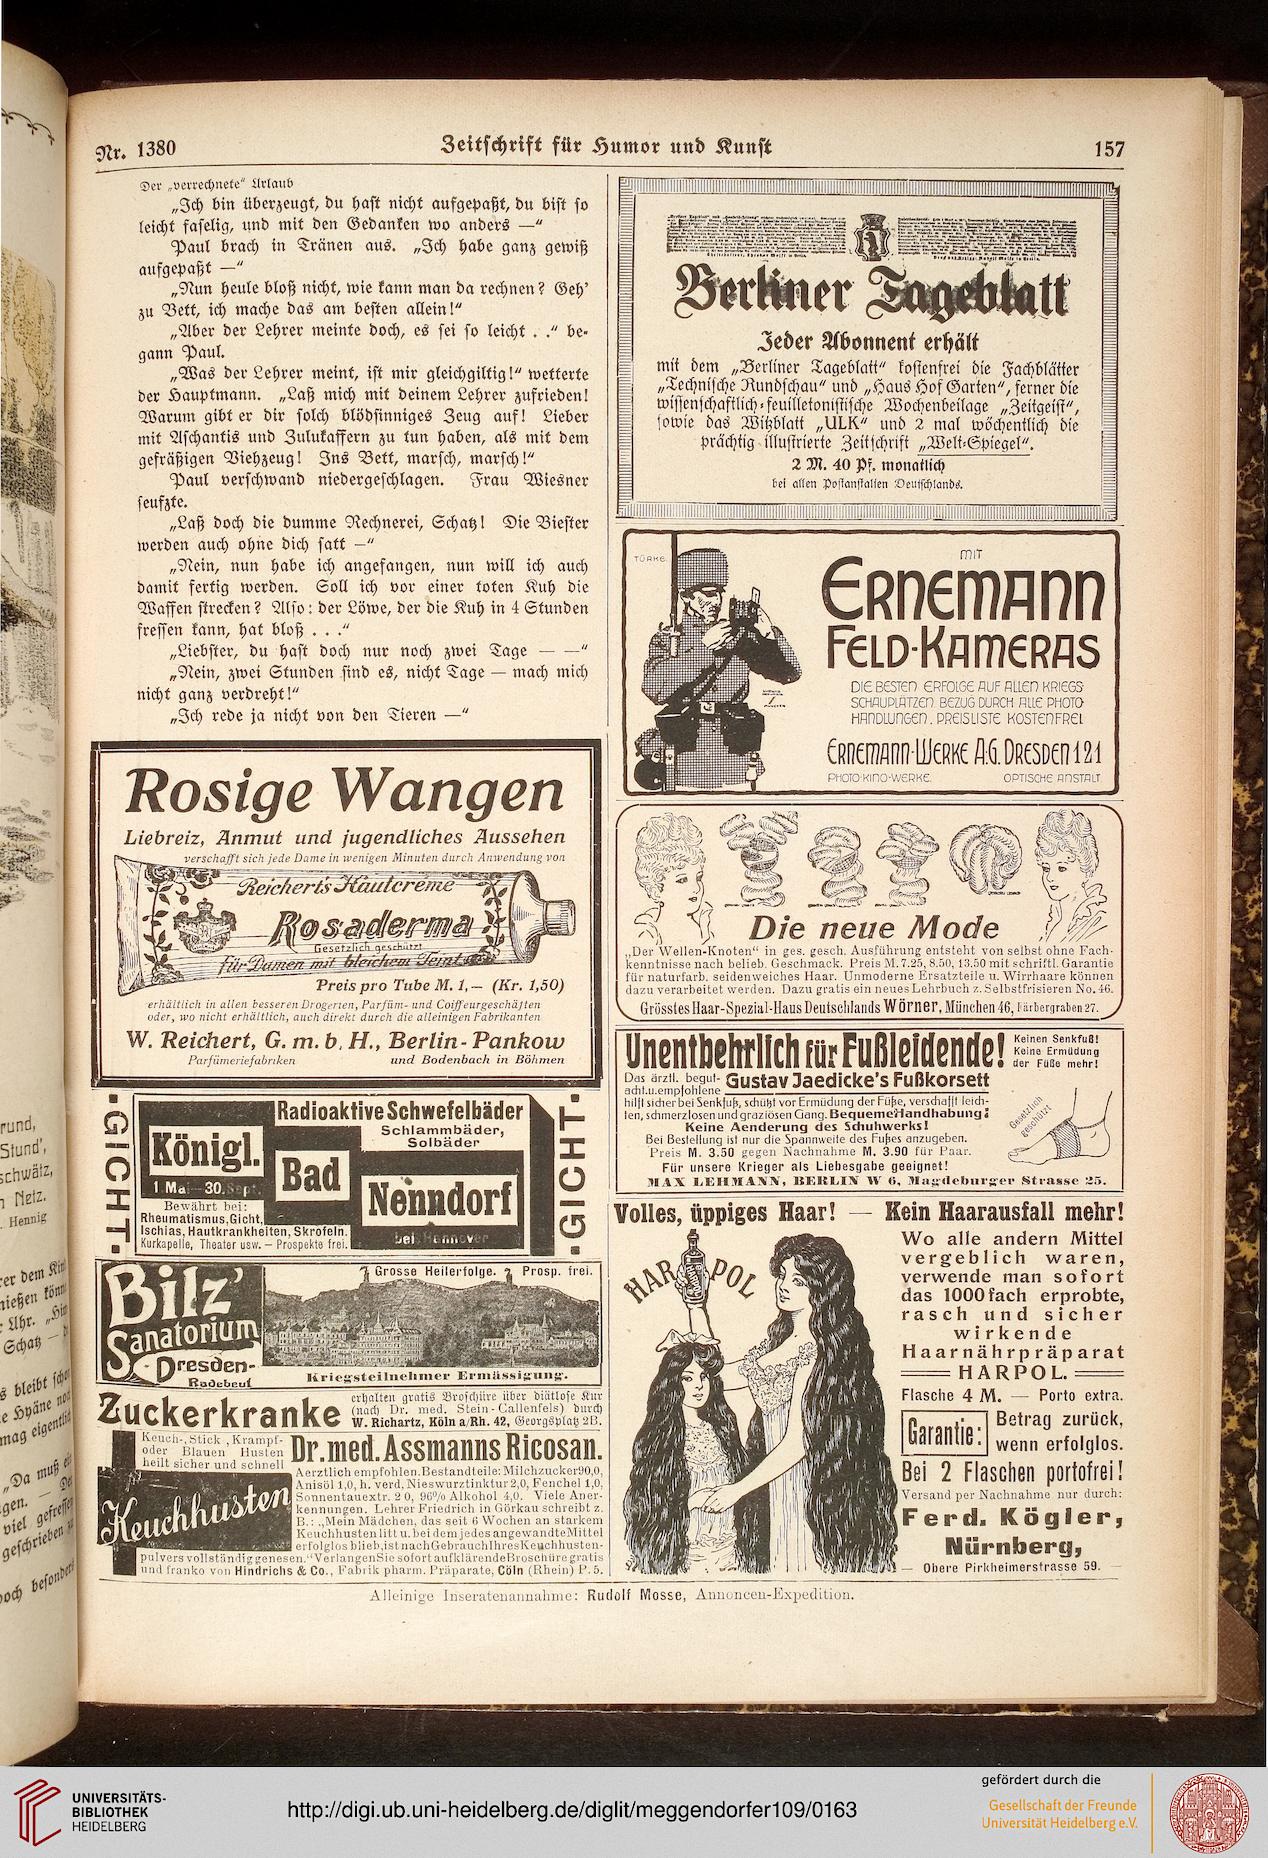 Nr. 1380
Zeitschrift für Humor und Kunst
157
Der „verrechnete“ Urlaub
„Ich bin überzeugt, du hast nicht aufgepaßt, du bist so
leicht faselig, und mit den Gedanken wo anders —“
Paul brach in Tränen aus. „Ich habe ganz gewiß
aufgepaßt —“
„Nun heule bloß nicht, wie kann man da rechnen? Geh’
zu Bett, ich mache das am besten allein!“
„Aber der Lehrer meinte doch, es sei so leicht . .“ be-
gann Paul.
„Was der Lehrer meint, ist mir gleichgiltig!“ wetterte
der Hauptmann. „Laß mich mit deinem Lehrer zufrieden!
Warum gibt er dir solch blödsinniges Zeug auf! Lieber
mit Aschantis und Zulukaffern zu tun haben, als mit dem
gefräßigen Viehzeug! Ins Bett, marsch, marsch!“
Paul verschwand niedergeschlagen. Frau Wiesner
seufzte.
„Laß doch die dumme Rechnerei, Schatz! Die Biester
werden auch ohne dich satt —“
„Nein, nun habe ich angefangen, nun will ich auch
damit fertig werden. Soll ich vor einer toten Kuh die
Waffen strecken? Also: der Löwe, der die Kuh in 4 Stunden
fressen kann, hat bloß . . .“
„Liebster, du hast doch nur noch zwei Tage — —“
„Nein, zwei Stunden sind es, nicht Tage — mach mich
nicht ganz verdreht!“
„Ich rede ja nicht von den Tieren —“
Rosige Wangen
Liebreiz, Anmut und jugendliches Aussehen
verschafft sich jede Dame in wenigen Minuten durch Anwendung von
Reichert's Hautcreme
Rosaderma
Gesetzlich geschützt
für Damen mit bleichem Teint
Preis pro Tube M. 1,— (Kr. 1,50)
erhältlich in allen besseren Drogerien, Parfüm- und Coiffeurgeschäften
oder, wo nicht erhältlich, auch direkt durch die alleinigen Fabrikanten
W. Reichert, G. m. b. H., Berlin-Pankow
Parfümeriefabriken und Bodenbach in Böhmen
GICHT
Radioaktive Schwefelbäder
Schlammbäder,
Solbäder
Königl.
Bad
Nenndorf
1 Mai—30. Sept.
Bewährt bei:
Rheumatismus, Gicht,
Ischias, Hautkrankheiten, Skrofeln.
Kurkapelle, Theater usw. — Prospekte frei.
bei Hannover
GICHT
Bilz’
Sanatorium
Dresden-
Radebeul
Grosse Heilerfolge. Prosp. frei.
Kriegsteilnehmer Ermässigung.
Zuckerkranke
erhalten gratis Broschüre über diätlose Kur
(nach Dr. med. Stein-Callenfels) durch
W. Richartz, Köln a/Rh. 42, Georgsplatz 2B.
Keuch-, Stick, Krampf-
oder Blauen Husten
heilt sicher und schnell
Dr. med. Assmanns Ricosan.
Keuchhusten
Aerztlich empfohlen. Bestandteile: Milchzucker 90,0,
Anisöl 1,0, h. verd. Nieswurztinktur 2,0, Fenchel 1,0,
Sonnentauextr. 2 0, 96% Alkohol 4,0. Viele Aner-
kennungen. Lehrer Friedrich in Görkau schreibt z.
B.: „Mein Mädchen, das seit 6 Wochen an starkem
Keuchhusten litt u. bei dem jedes angewandte Mittel
erfolglos blieb, ist nach Gebrauch Ihres Keuchhusten-
pulvers vollständig genesen.“ Verlangen Sie sofort aufklärende Broschüre gratis
und franko von Hindrichs & Co., Fabrik pharm. Präparate, Cöln (Rhein) P. 5.
Berliner Tageblatt
Jeder Abonnent erhält
mit dem „Berliner Tageblatt“ kostenfrei die Fachblätter
„Technische Rundschau“ und „Haus Hof Garten“, ferner die
wissenschaftlich-feuilletonistische Wochenbeilage „Zeitgeist“,
sowie das Witzblatt „ULK“ und 2 mal wöchentlich die
prächtig illustrierte Zeitschrift „Welt-Spiegel“.
2 M. 40 Pf. monatlich
bei allen Postanstalten Deutschlands.
TÜRKE.
MIT
ERNEMANN
FELD-KAMERAS
DIE BESTEN ERFOLGE AUF ALLEN KRIEGS-
SCHAUPLÄTZEN. BEZUG DURCH ALLE PHOTO-
HANDLUNGEN. PREISLISTE KOSTENFREI
ERNEMANN-WERKE A.G. DRESDEN 121
PHOTO-KINO-WERKE. OPTISCHE ANSTALT.
Die neue Mode
„Der Wellen-Knoten“ in ges. gesch. Ausführung entsteht von selbst ohne Fach-
kenntnisse nach belieb. Geschmack. Preis M. 7.25, 8.50, 13.50 mit schriftl. Garantie
für naturfarb. seidenweiches Haar. Unmoderne Ersatzteile u. Wirrhaare können
dazu verarbeitet werden. Dazu gratis ein neues Lehrbuch z. Selbstfrisieren No. 46.
Grösstes Haar-Spezial-Haus Deutschlands Wörner, München 46, Färbergraben 27.
Unentbehrlich für Fußleidende!
Keinen Senkfuß!
Keine Ermüdung
der Füße mehr!
Das ärztl. begut-
acht. u. empfohlene
Gustav Jaedicke's Fußkorsett
hilft sicher bei Senkfuß, schützt vor Ermüdung der Füße, verschafft leich-
ten, schmerzlosen und graziösen Gang. Bequeme Handhabung!
Keine Aenderung des Schuhwerks!
Bei Bestellung ist nur die Spannweite des Fußes anzugeben.
Preis M. 3.50 gegen Nachnahme M. 3.90 für Paar.
Für unsere Krieger als Liebesgabe geeignet!
Gesetzlich
geschützt
MAX LEHMANN, BERLIN W 6, Magdeburger Strasse 25.
Volles, üppiges Haar! — Kein Haarausfall mehr!
HARPOL
Wo alle andern Mittel
vergeblich waren,
verwende man sofort
das 1000fach erprobte,
rasch und sicher
wirkende
Haarnährpräparat
HARPOL.
Flasche 4 M. — Porto extra.
Garantie:
Betrag zurück,
wenn erfolglos.
Bei 2 Flaschen portofrei!
Versand per Nachnahme nur durch:
Ferd. Kögler,
Nürnberg,
Obere Pirkheimerstrasse 59.
Alleinige Inseratenannahme: Rudolf Mosse, Annoncen-Expedition.
UNIVERSITÄTS-
BIBLIOTHEK
HEIDELBERG
http://digi.ub.uni-heidelberg.de/diglit/meggendorfer109/0163
gefördert durch die
Gesellschaft der Freunde
Universität Heidelberg e.V.